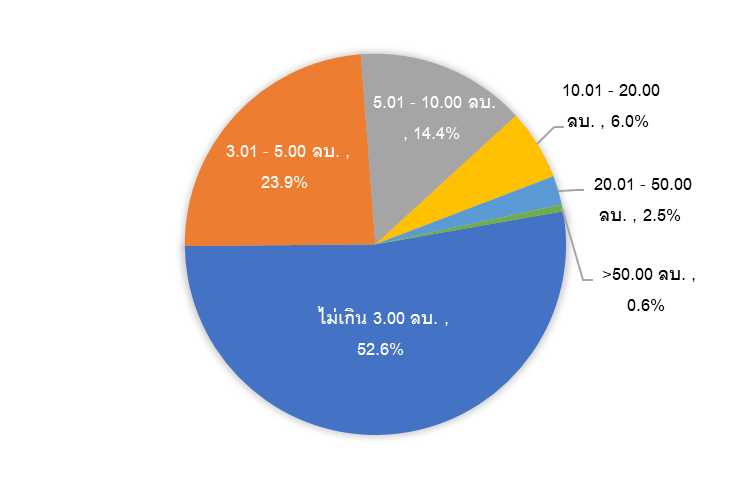 5.01 - 10.00 ลบ.
, 14.4%
10.01 - 20.00
ลบ. , 6.0%
3.01 - 5.00 ลบ. ,
23.9%
20.01 - 50.00
ลบ. , 2.5%
>50.00 ลบ. ,
0.6%
ไม่เกิน 3.00 ลบ. ,
52.6%